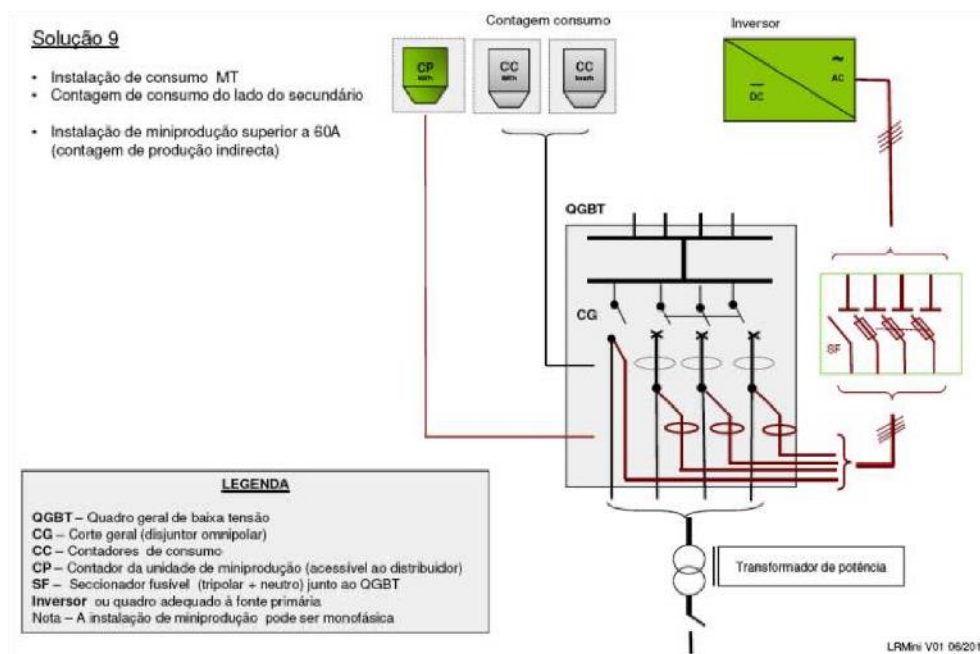 Solução 9
• Instalação de consumo MT
• Contagem de consumo do lado do secundário
• Instalação de miniprodução superior a 60A
(contagem de produção indirecta)
Contagem consumo
CP
kWh
CC
kWh
CC
kvarh
Inversor
AC
DC
QGBT
CG
SF
Transformador de potência
LEGENDA
QGBT – Quadro geral de baixa tensão
CG – Corte geral (disjuntor omnipolar)
CC – Contadores de consumo
CP – Contador da unidade de miniprodução (acessível ao distribuidor)
SF – Seccionador fusível (tripolar + neutro) junto ao QGBT
Inversor ou quadro adequado à fonte primária
Nota – A instalação de miniprodução pode ser monofásica
LRMini V01